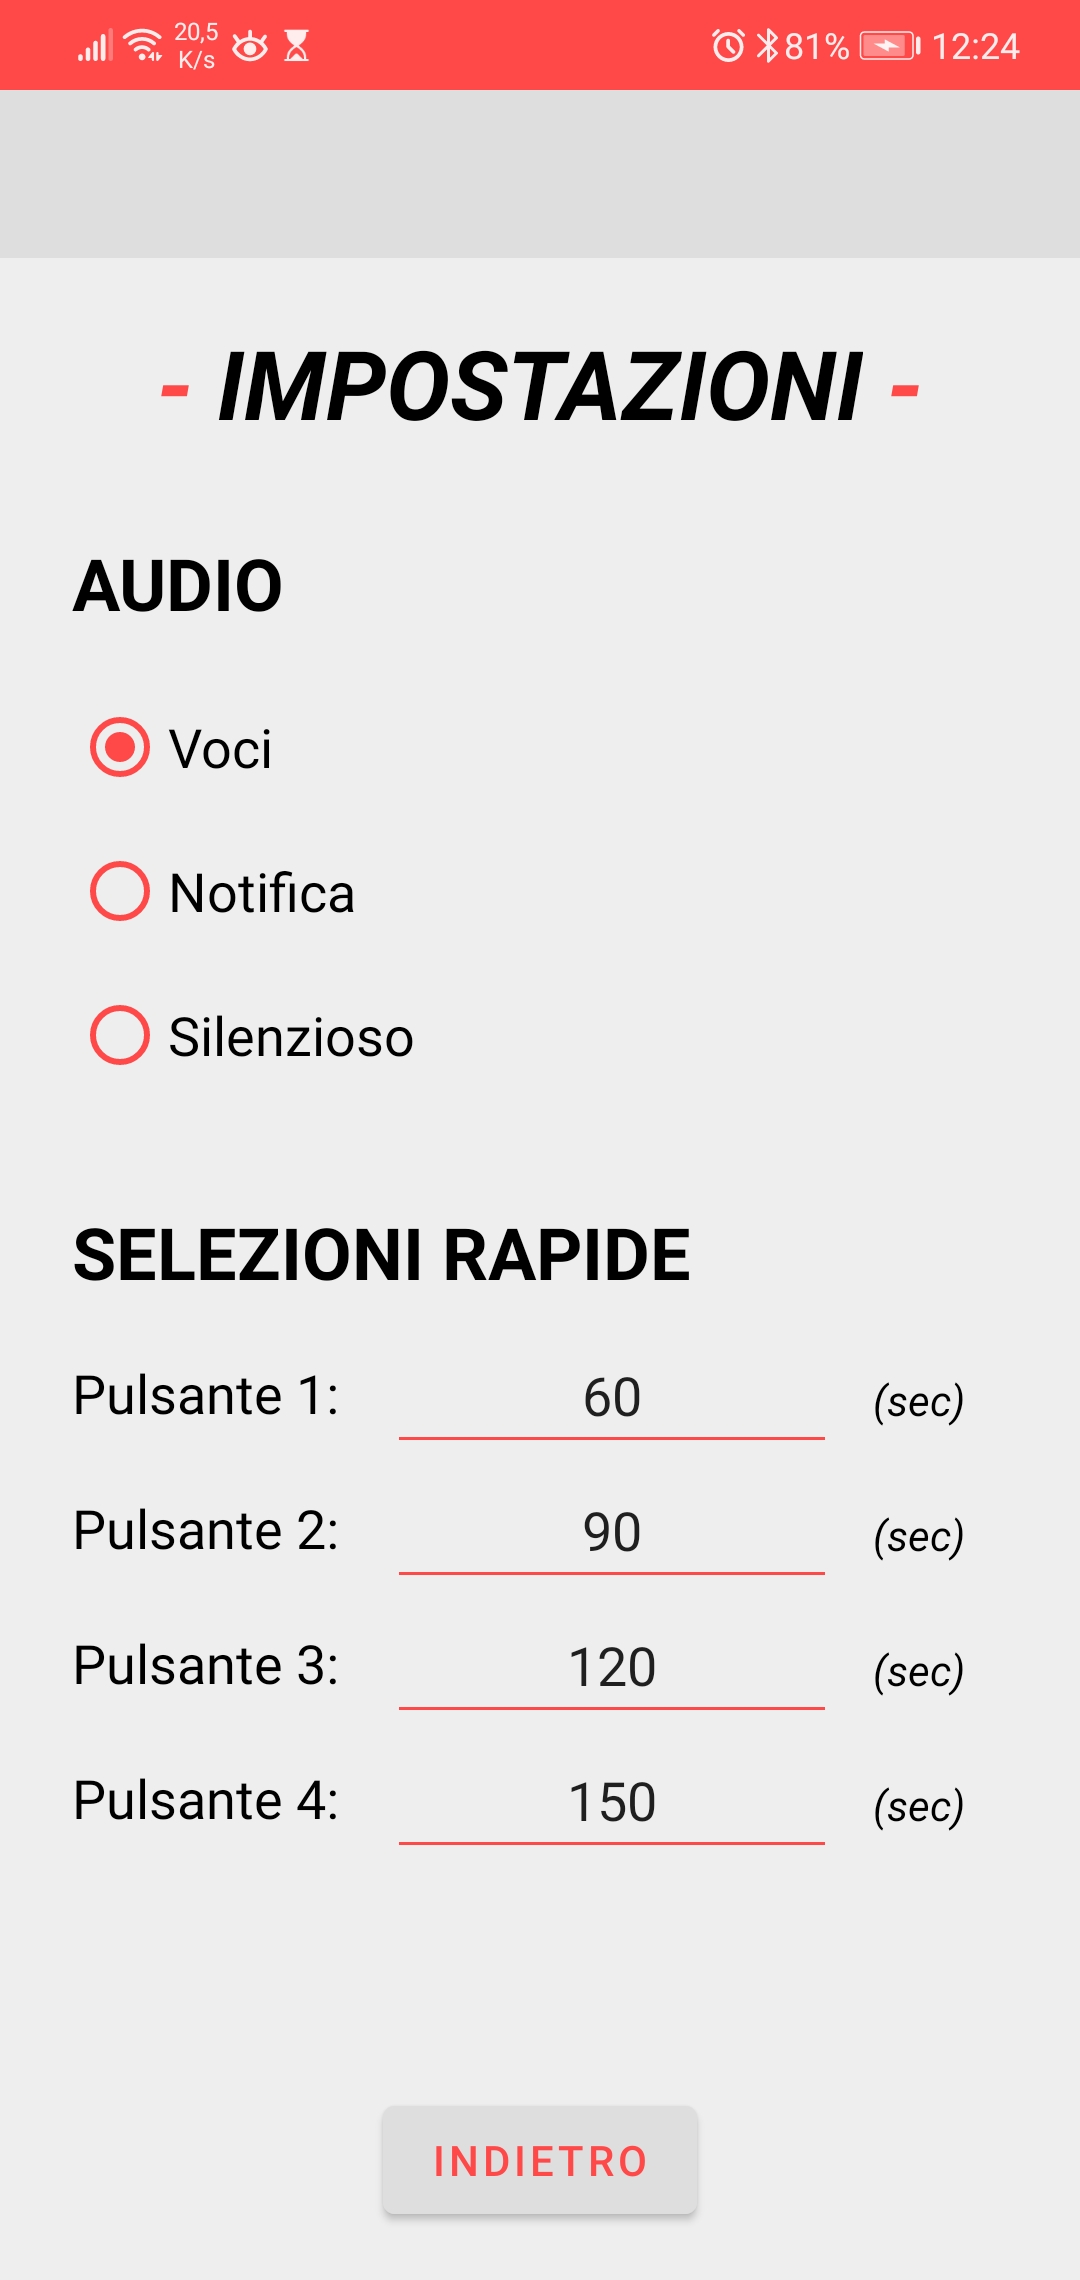 20,5
K/s
81%
12:24
- IMPOSTAZIONI -
AUDIO
Voci
Notifica
Silenzioso
SELEZIONI RAPIDE
Pulsante 1: 60 (sec)
Pulsante 2: 90 (sec)
Pulsante 3: 120 (sec)
Pulsante 4: 150 (sec)
INDIETRO